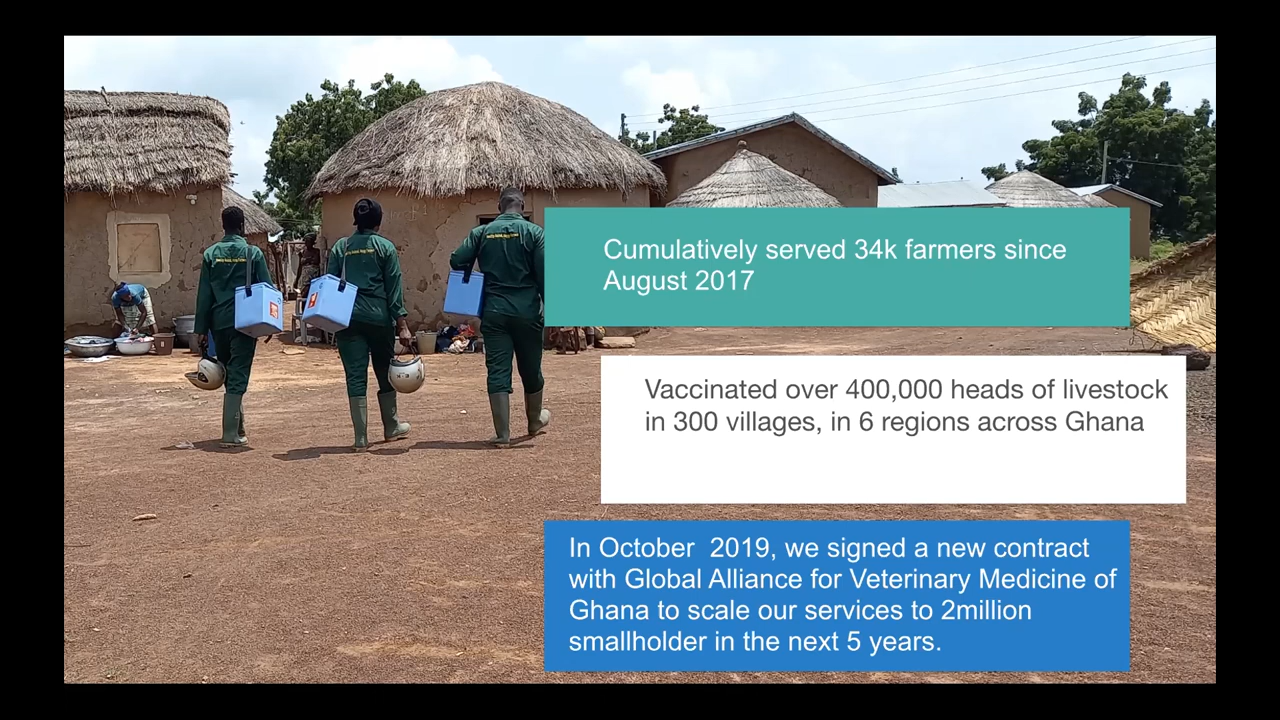 Cumulatively served 34k farmers since
August 2017
Vaccinated over 400,000 heads of livestock
in 300 villages, in 6 regions across Ghana
In October  2019, we signed a new contract
with Global Alliance for Veterinary Medicine of
Ghana to scale our services to 2million
smallholder in the next 5 years.